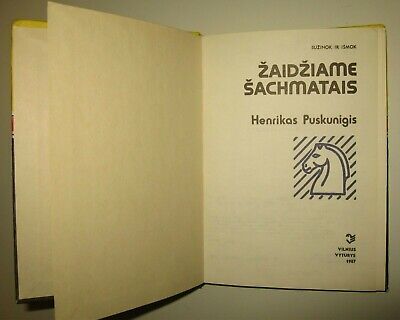 SUŽINOK IR IŠMOK
ŽAIDŽIAME
ŠACHMATAIS
Henrikas Puskunigis
VILNIUS
VYTURYS
1987